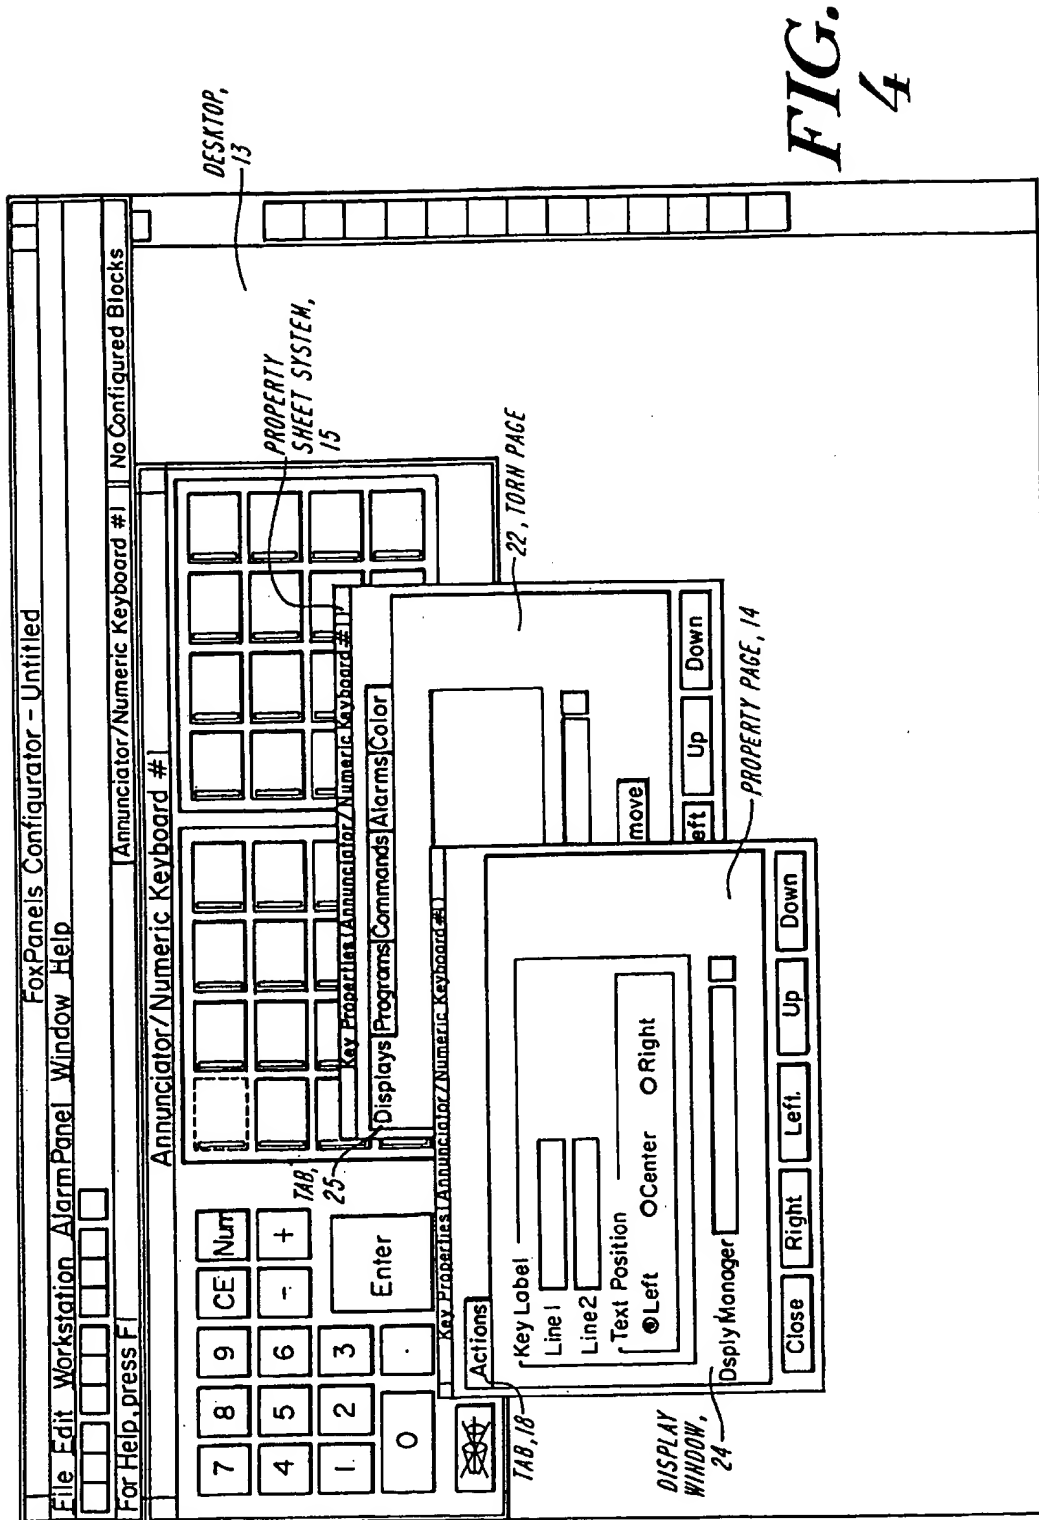 FoxPanels Configurator - Untitled
File Edit Workstation AlarmPanel Window Help
For Help, press F1
Annunciator/Numeric Keyboard #1
No Configured Blocks
Annunciator/Numeric Keyboard #1
7 8 9 CE Num
4 5 6 - +
1 2 3 Enter
0 .
TAB,
25
Key Properties (Annunciator/Numeric Keyboard #1)
Displays Programs Commands Alarms Color
move
eft Up Down
Key Properties (Annunciator/Numeric Keyboard #1)
Actions
Key Label
Line1
Line2
Text Position
Left Center Right
Dsply Manager
Close Right Left. Up Down
TAB, 18
DISPLAY
WINDOW,
24
DESKTOP,
13
PROPERTY
SHEET SYSTEM,
15
22, TORN PAGE
PROPERTY PAGE, 14
FIG.
4